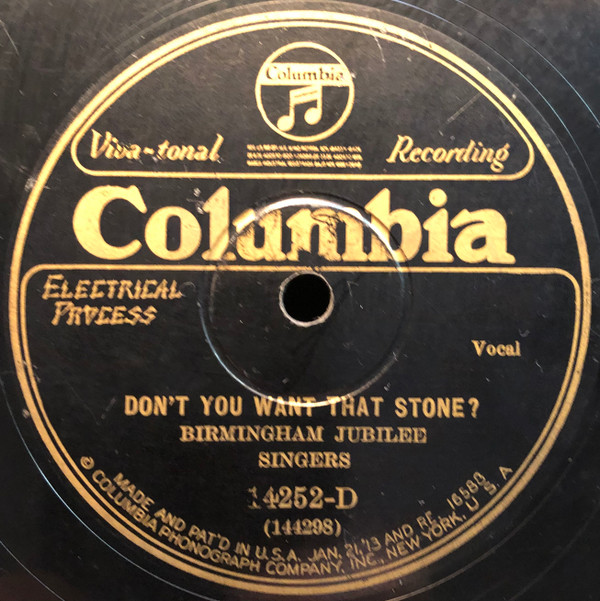 Columbia
Viva-tonal Recording
Columbia
ELECTRICAL
PROCESS
Vocal
DON'T YOU WANT THAT STONE?
BIRMINGHAM JUBILEE
SINGERS
14252-D
(144298)
MADE AND PAT'D IN U.S.A. JAN. 21, '13 AND RE. 16588
© COLUMBIA PHONOGRAPH COMPANY, INC., NEW YORK, U.S.A